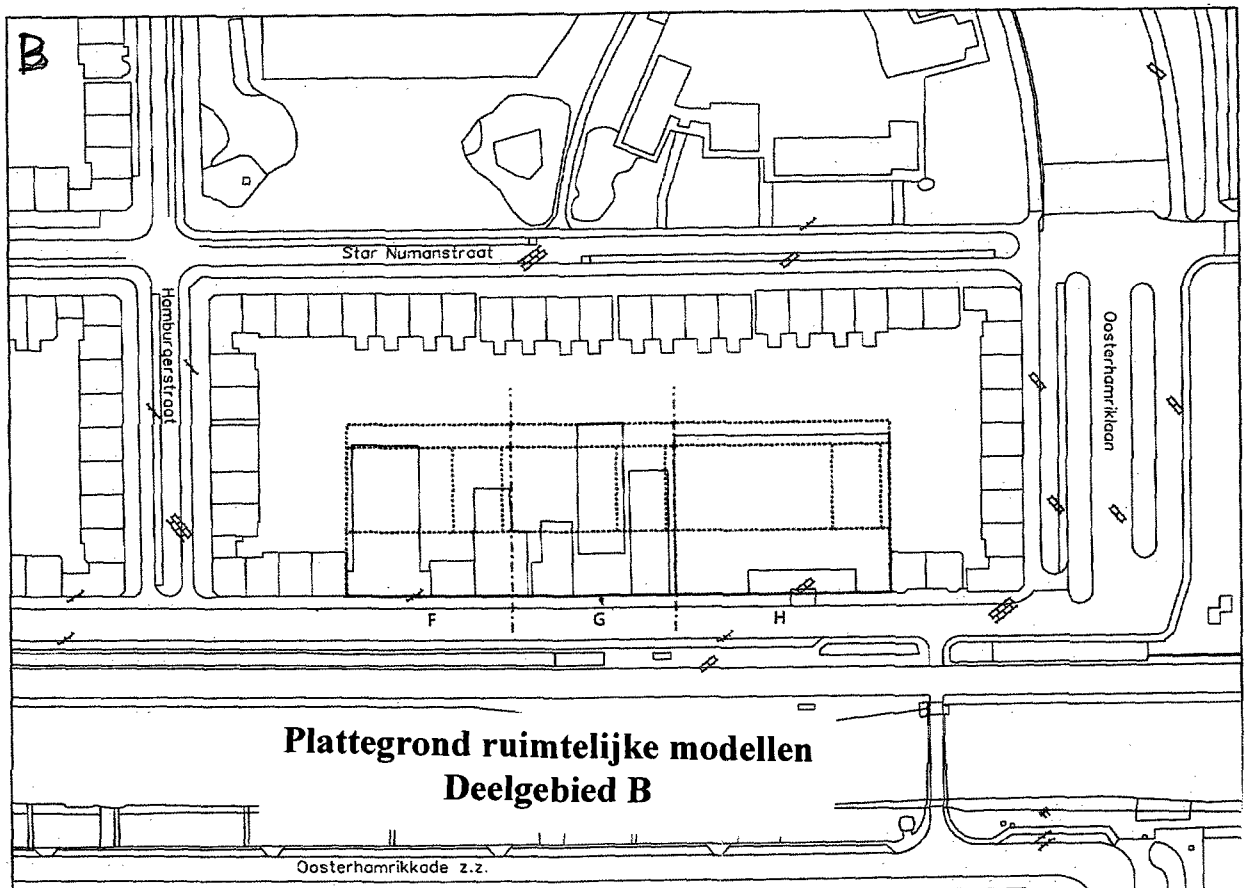 B
Star Numanstraat
Hamburgerstraat
Oosterhamriklaan
F
G
H
Plattegrond ruimtelijke modellen
Deelgebied B
Oosterhamrikkade z.z.